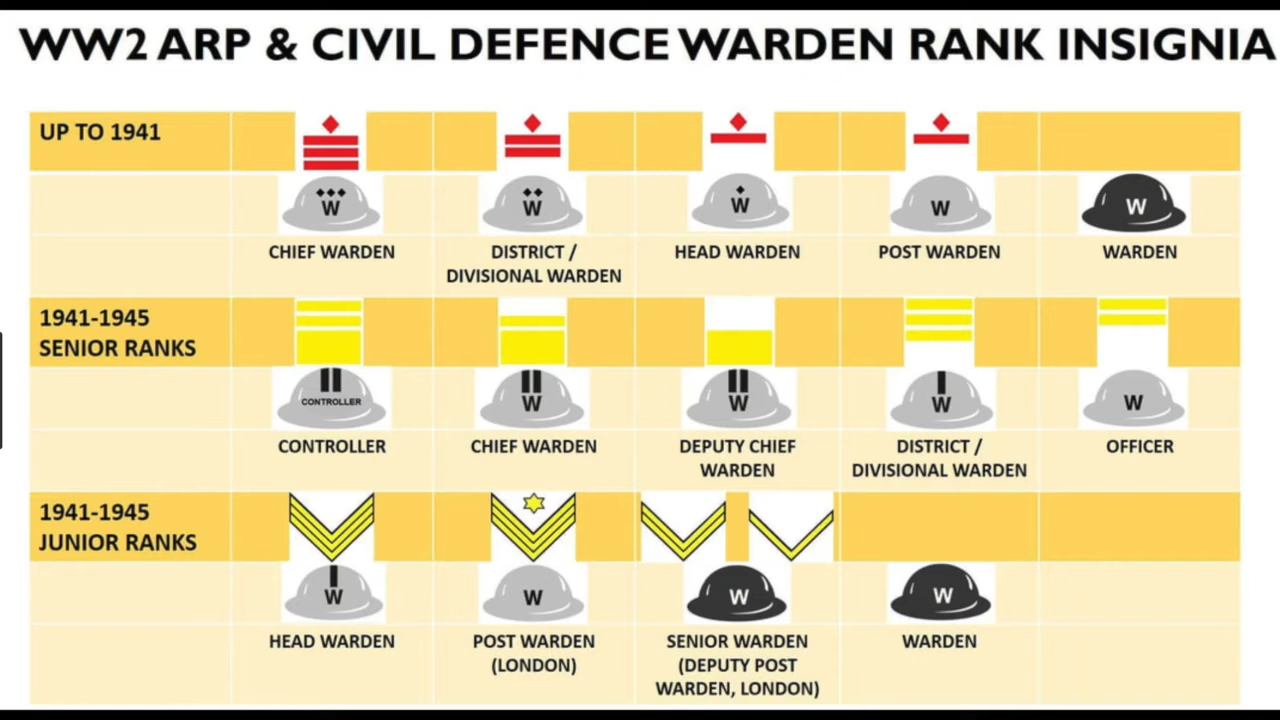 WW2 ARP & CIVIL DEFENCE WARDEN RANK INSIGNIA
UP TO 1941
W W W W W
CHIEF WARDEN DISTRICT / HEAD WARDEN POST WARDEN WARDEN
DIVISIONAL WARDEN
1941-1945
SENIOR RANKS
CONTROLLER W W W W
CONTROLLER CHIEF WARDEN DEPUTY CHIEF DISTRICT / OFFICER
WARDEN DIVISIONAL WARDEN
1941-1945
JUNIOR RANKS
W W W W
HEAD WARDEN POST WARDEN SENIOR WARDEN WARDEN
(LONDON) (DEPUTY POST
WARDEN, LONDON)